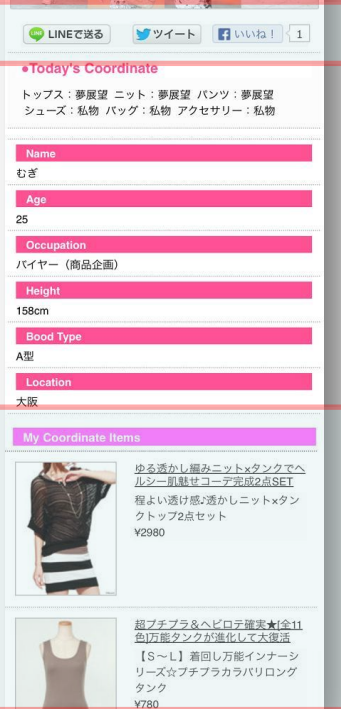 LINE LINEで送る ツイート いいね! 1
●Today's Coordinate
トップス：夢展望 ニット：夢展望 パンツ：夢展望
シューズ：私物 バッグ：私物 アクセサリー：私物
Name
むぎ
Age
25
Occupation
バイヤー（商品企画）
Height
158cm
Bood Type
A型
Location
大阪
My Coordinate Items
ゆる透かし編みニット×タンクでヘ
ルシー肌魅せコーデ完成2点SET
程よい透け感♪透かしニット×タン
クトップ2点セット
¥2980
超プチプラ＆ヘビロテ確実★[全11
色]万能タンクが進化して大復活
【S～L】着回し万能インナーシ
リーズ☆プチプラカラバリロング
タンク
¥780